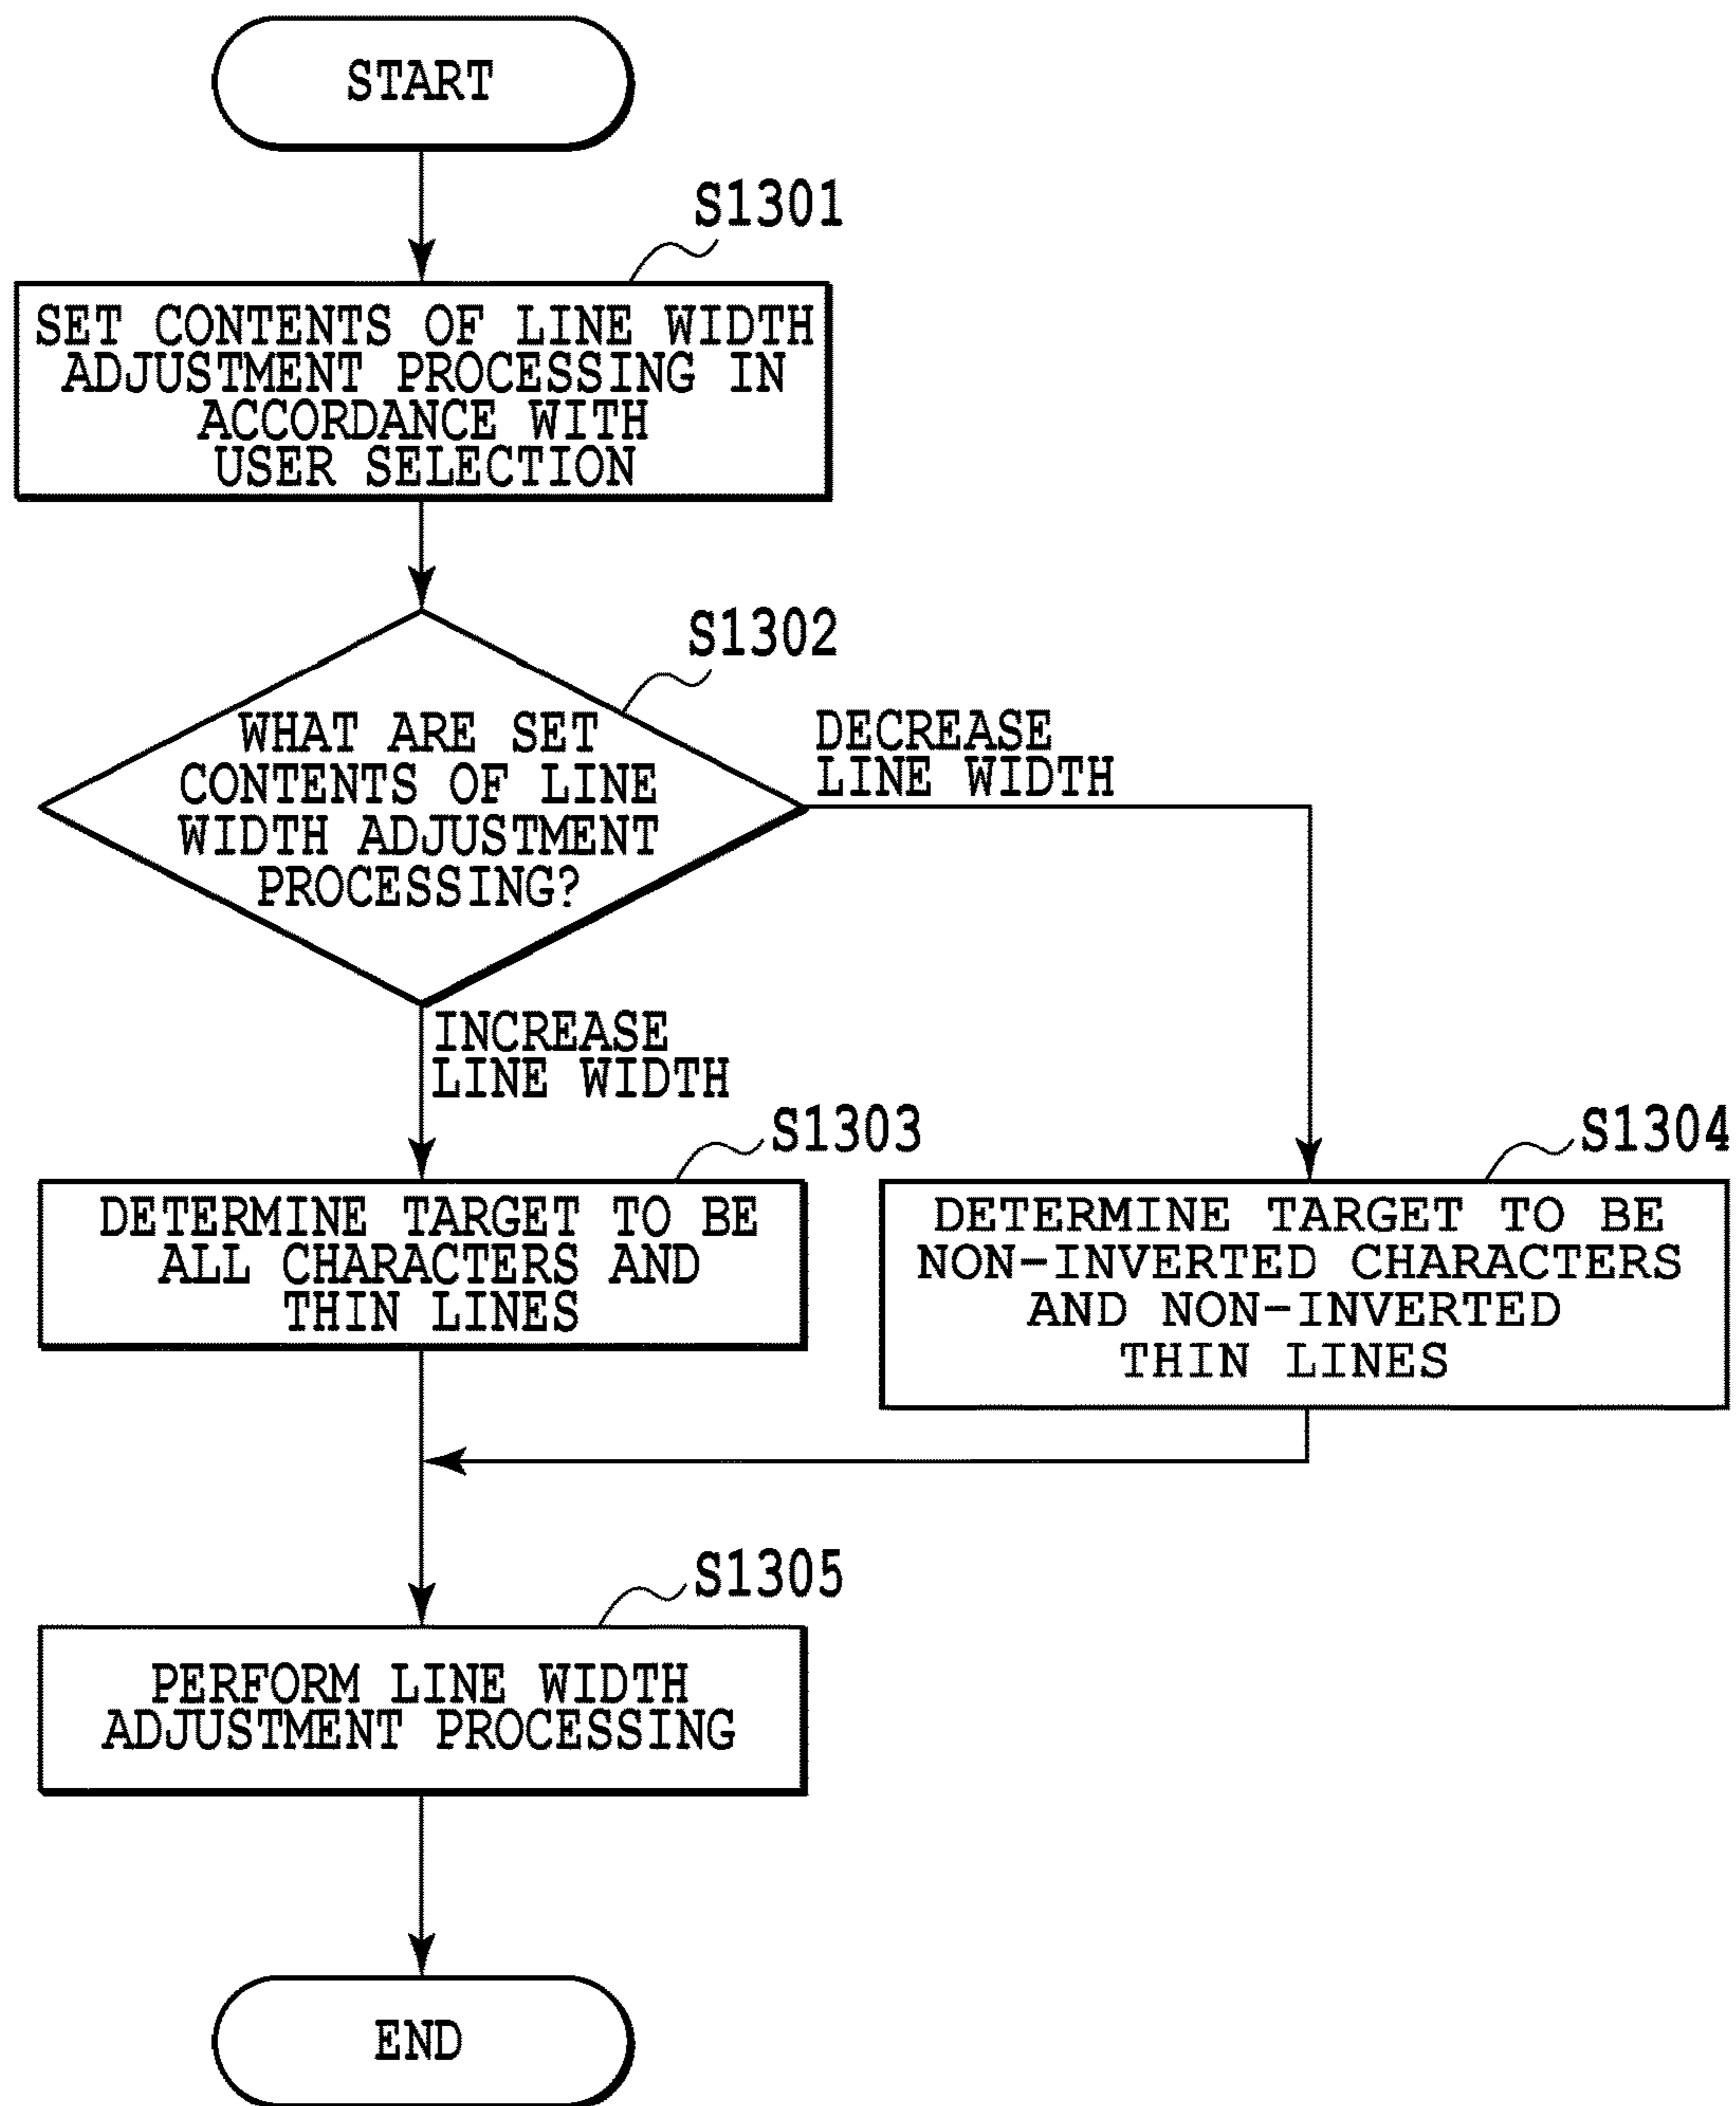 START
S1301
SET CONTENTS OF LINE WIDTH
ADJUSTMENT PROCESSING IN
ACCORDANCE WITH
USER SELECTION
S1302
WHAT ARE SET
CONTENTS OF LINE
WIDTH ADJUSTMENT
PROCESSING?
DECREASE
LINE WIDTH
INCREASE
LINE WIDTH
S1303
DETERMINE TARGET TO BE
ALL CHARACTERS AND
THIN LINES
S1304
DETERMINE TARGET TO BE
NON-INVERTED CHARACTERS
AND NON-INVERTED
THIN LINES
S1305
PERFORM LINE WIDTH
ADJUSTMENT PROCESSING
END